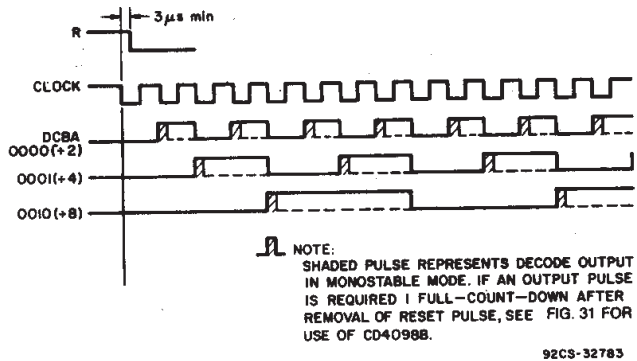 3μs min
R
CLOCK
DCBA
0000(÷2)
0001(÷4)
0010(÷8)
NOTE:
SHADED PULSE REPRESENTS DECODE OUTPUT
IN MONOSTABLE MODE. IF AN OUTPUT PULSE
IS REQUIRED 1 FULL-COUNT-DOWN AFTER
REMOVAL OF RESET PULSE, SEE FIG. 31 FOR
USE OF CD4098B.
92CS-32783